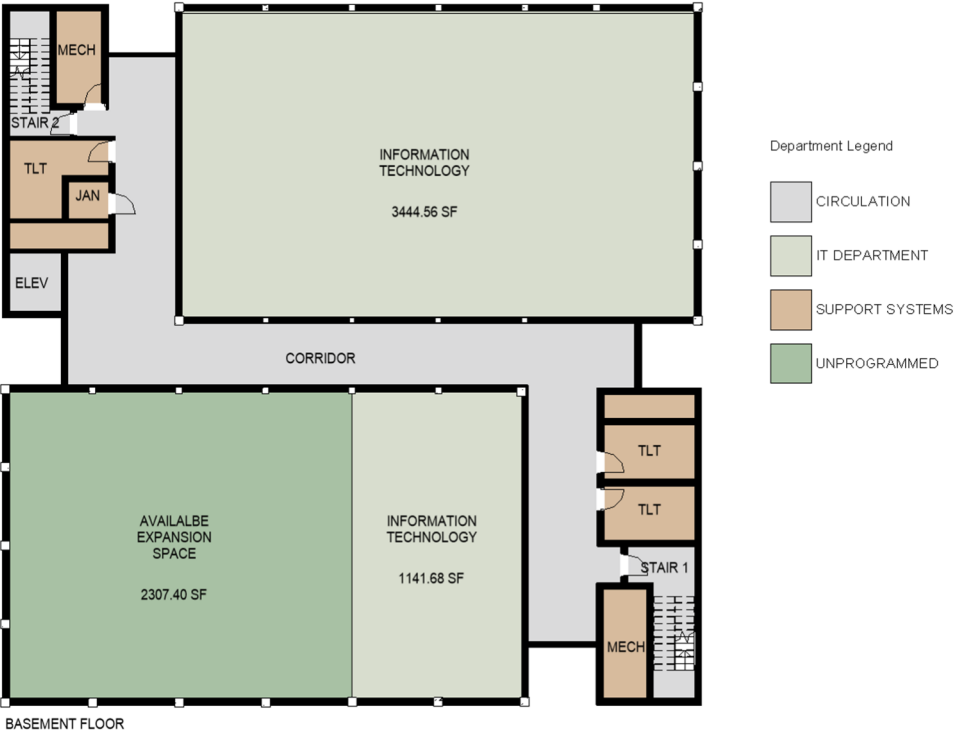 MECH
STAIR 2
TLT
JAN
ELEV
INFORMATION
TECHNOLOGY
3444.56 SF
Department Legend
CIRCULATION
IT DEPARTMENT
SUPPORT SYSTEMS
UNPROGRAMMED
CORRIDOR
AVAILALBE
EXPANSION
SPACE
2307.40 SF
INFORMATION
TECHNOLOGY
1141.68 SF
TLT
TLT
STAIR 1
MECH
BASEMENT FLOOR